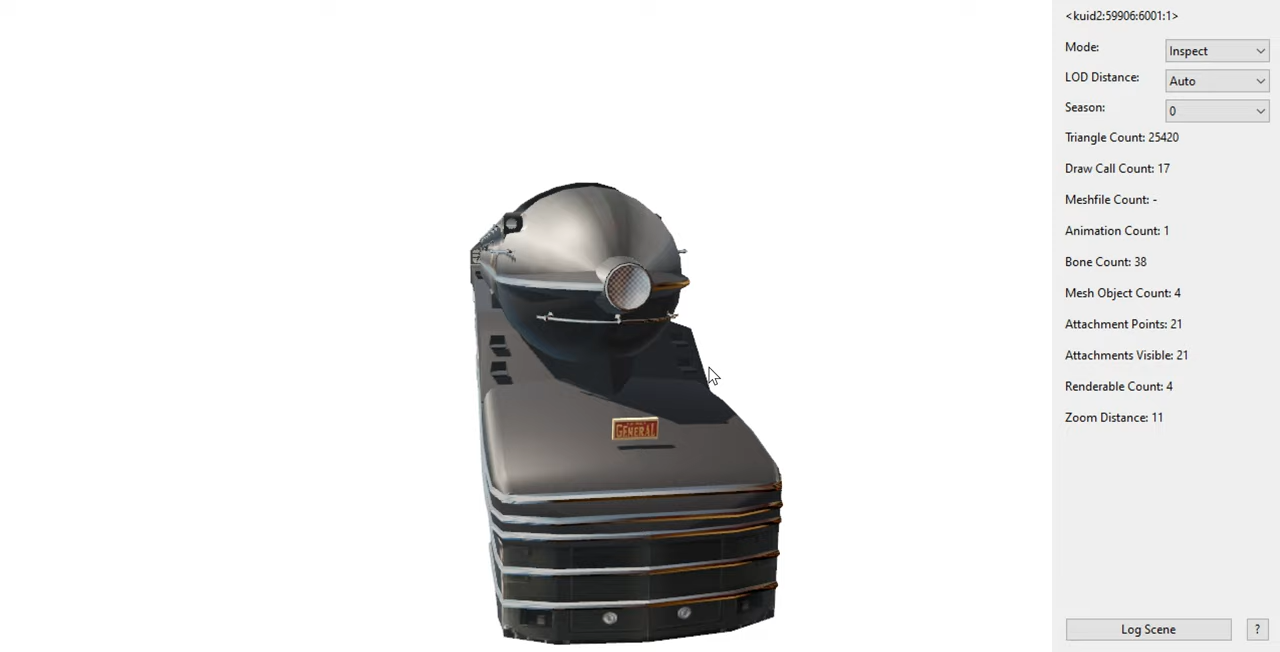 <kuid2:59906:6001:1>
Mode:
Inspect
LOD Distance:
Auto
Season:
0
Triangle Count: 25420
Draw Call Count: 17
Meshfile Count: -
Animation Count: 1
Bone Count: 38
Mesh Object Count: 4
Attachment Points: 21
Attachments Visible: 21
Renderable Count: 4
Zoom Distance: 11
GENERAL
Log Scene
?